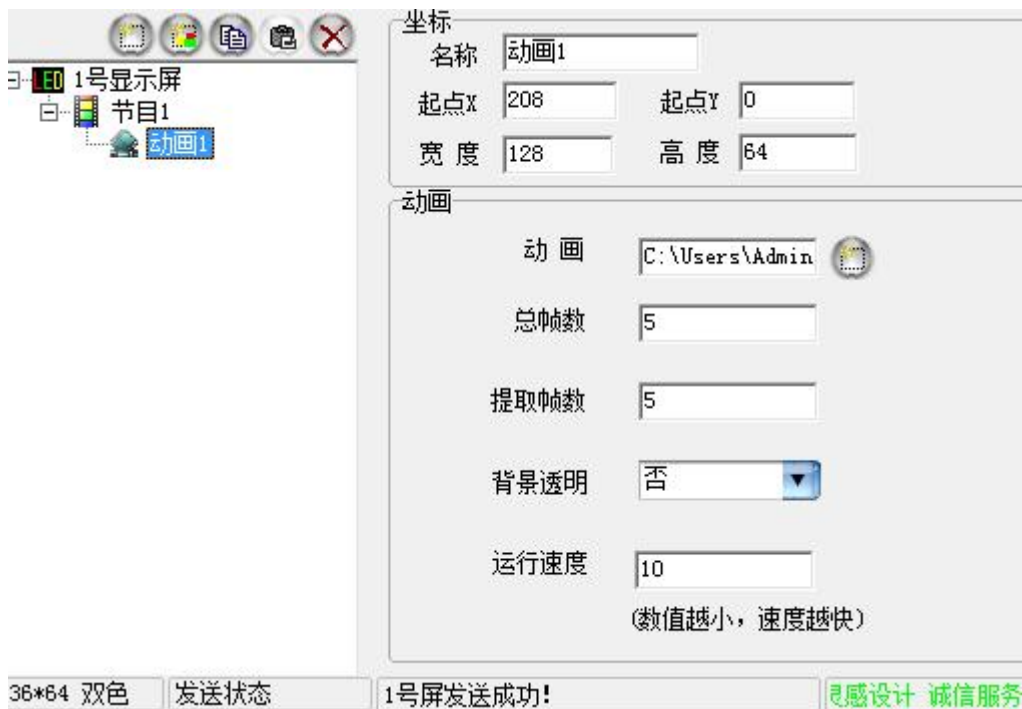 坐标
名称 动画1
LED 1号显示屏
起点X 208 起点Y 0
节目1
动画1
宽 度 128 高 度 64
动画
动 画 C:\Users\Admin
总帧数 5
提取帧数 5
背景透明 否
运行速度 10
(数值越小，速度越快)
36*64 双色 发送状态 1号屏发送成功! 感设计 诚信服务